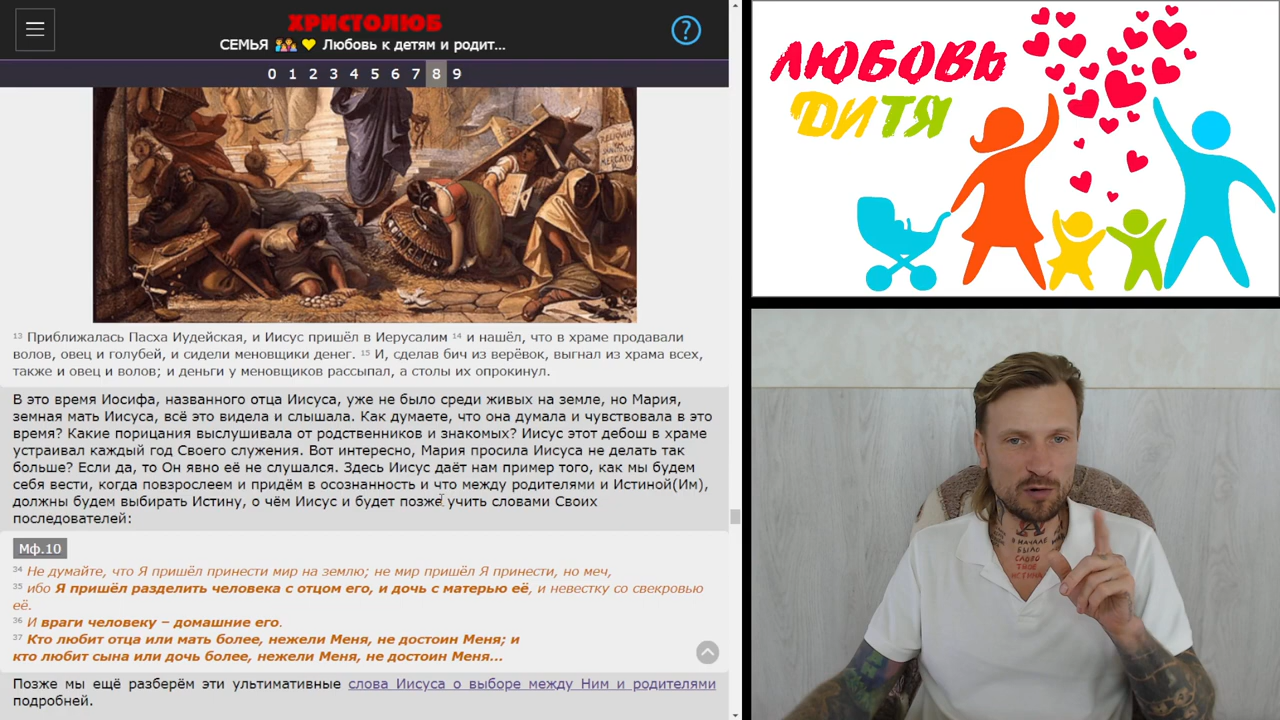 ХРИСТОЛЮБ
СЕМЬЯ 👨‍👩‍👧 💛 Любовь к детям и родит...
0 1 2 3 4 5 6 7 8 9
¹³ Приближалась Пасха Иудейская, и Иисус пришёл в Иерусалим ¹⁴ и нашёл, что в храме продавали
волов, овец и голубей, и сидели меновщики денег. ¹⁵ И, сделав бич из верёвок, выгнал из храма всех,
также и овец и волов; и деньги у меновщиков рассыпал, а столы их опрокинул.
В это время Иосифа, названного отца Иисуса, уже не было среди живых на земле, но Мария,
земная мать Иисуса, всё это видела и слышала. Как думаете, что она думала и чувствовала в это
время? Какие порицания выслушивала от родственников и знакомых? Иисус этот дебош в храме
устраивал каждый год Своего служения. Вот интересно, Мария просила Иисуса не делать так
больше? Если да, то Он явно её не слушался. Здесь Иисус даёт нам пример того, как мы будем
себя вести, когда повзрослеем и придём в осознанность и что между родителями и Истиной(Им),
должны будем выбирать Истину, о чём Иисус и будет позже учить словами Своих
последователей:
Мф.10
³⁴ Не думайте, что Я пришёл принести мир на землю; не мир пришёл Я принести, но меч,
³⁵ ибо Я пришёл разделить человека с отцом его, и дочь с матерью её, и невестку со свекровью
её.
³⁶ И враги человеку – домашние его.
³⁷ Кто любит отца или мать более, нежели Меня, не достоин Меня; и
кто любит сына или дочь более, нежели Меня, не достоин Меня...
Позже мы ещё разберём эти ультимативные слова Иисуса о выборе между Ним и родителями
подробней.
ЛЮБОВЬ
ДИТЯ
В НАЧАЛЕ
БЫЛО
СЛОВО
ТВОЕ
ИСТИНА